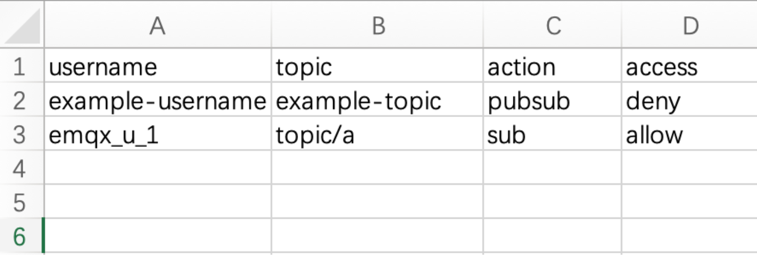 A B C D
1 username topic action access
2 example-username example-topic pubsub deny
3 emqx_u_1 topic/a sub allow
4
5
6